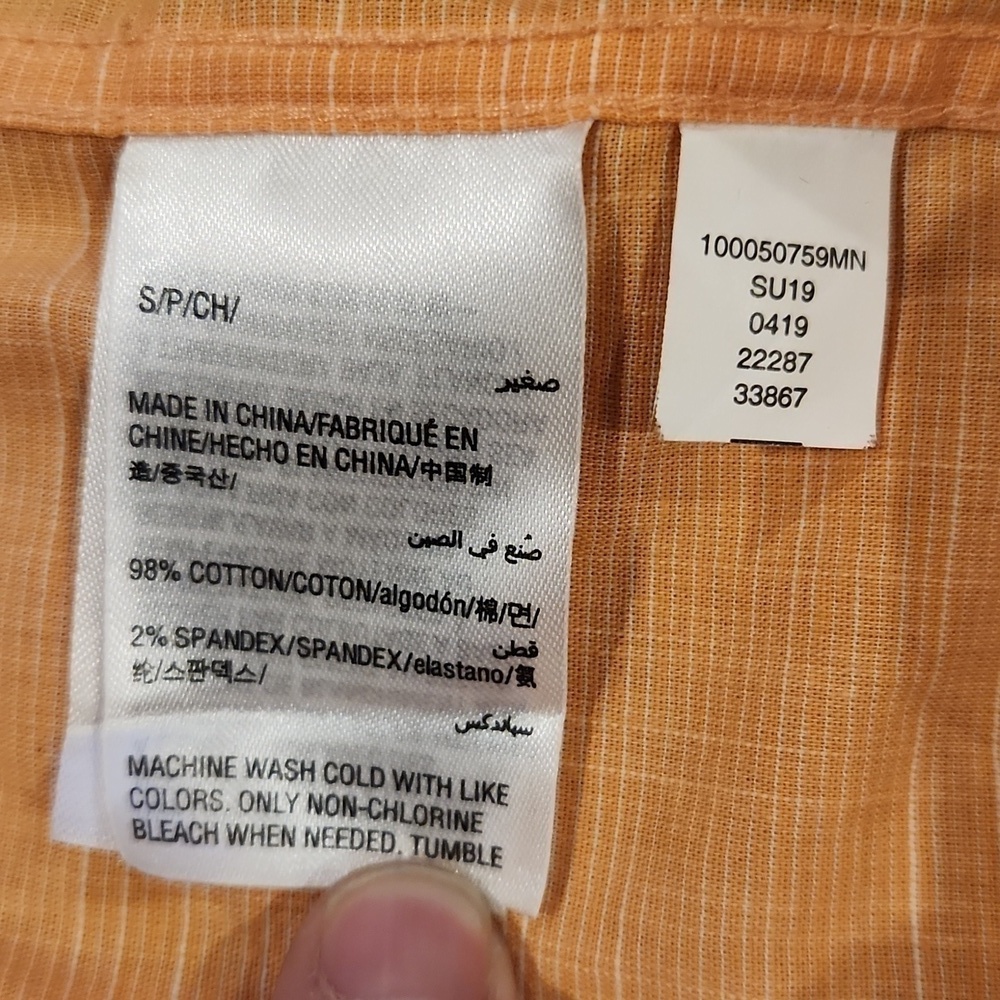 S/P/CH/
صغير
MADE IN CHINA/FABRIQUÉ EN
CHINE/HECHO EN CHINA/中国制
造/중국산/
صُنع في الصين
98% COTTON/COTON/algodón/棉/면/
قطن
2% SPANDEX/SPANDEX/elastano/氨
纶/스판덱스/
سباندكس
MACHINE WASH COLD WITH LIKE
COLORS. ONLY NON-CHLORINE
BLEACH WHEN NEEDED. TUMBLE
100050759MN
SU19
0419
22287
33867